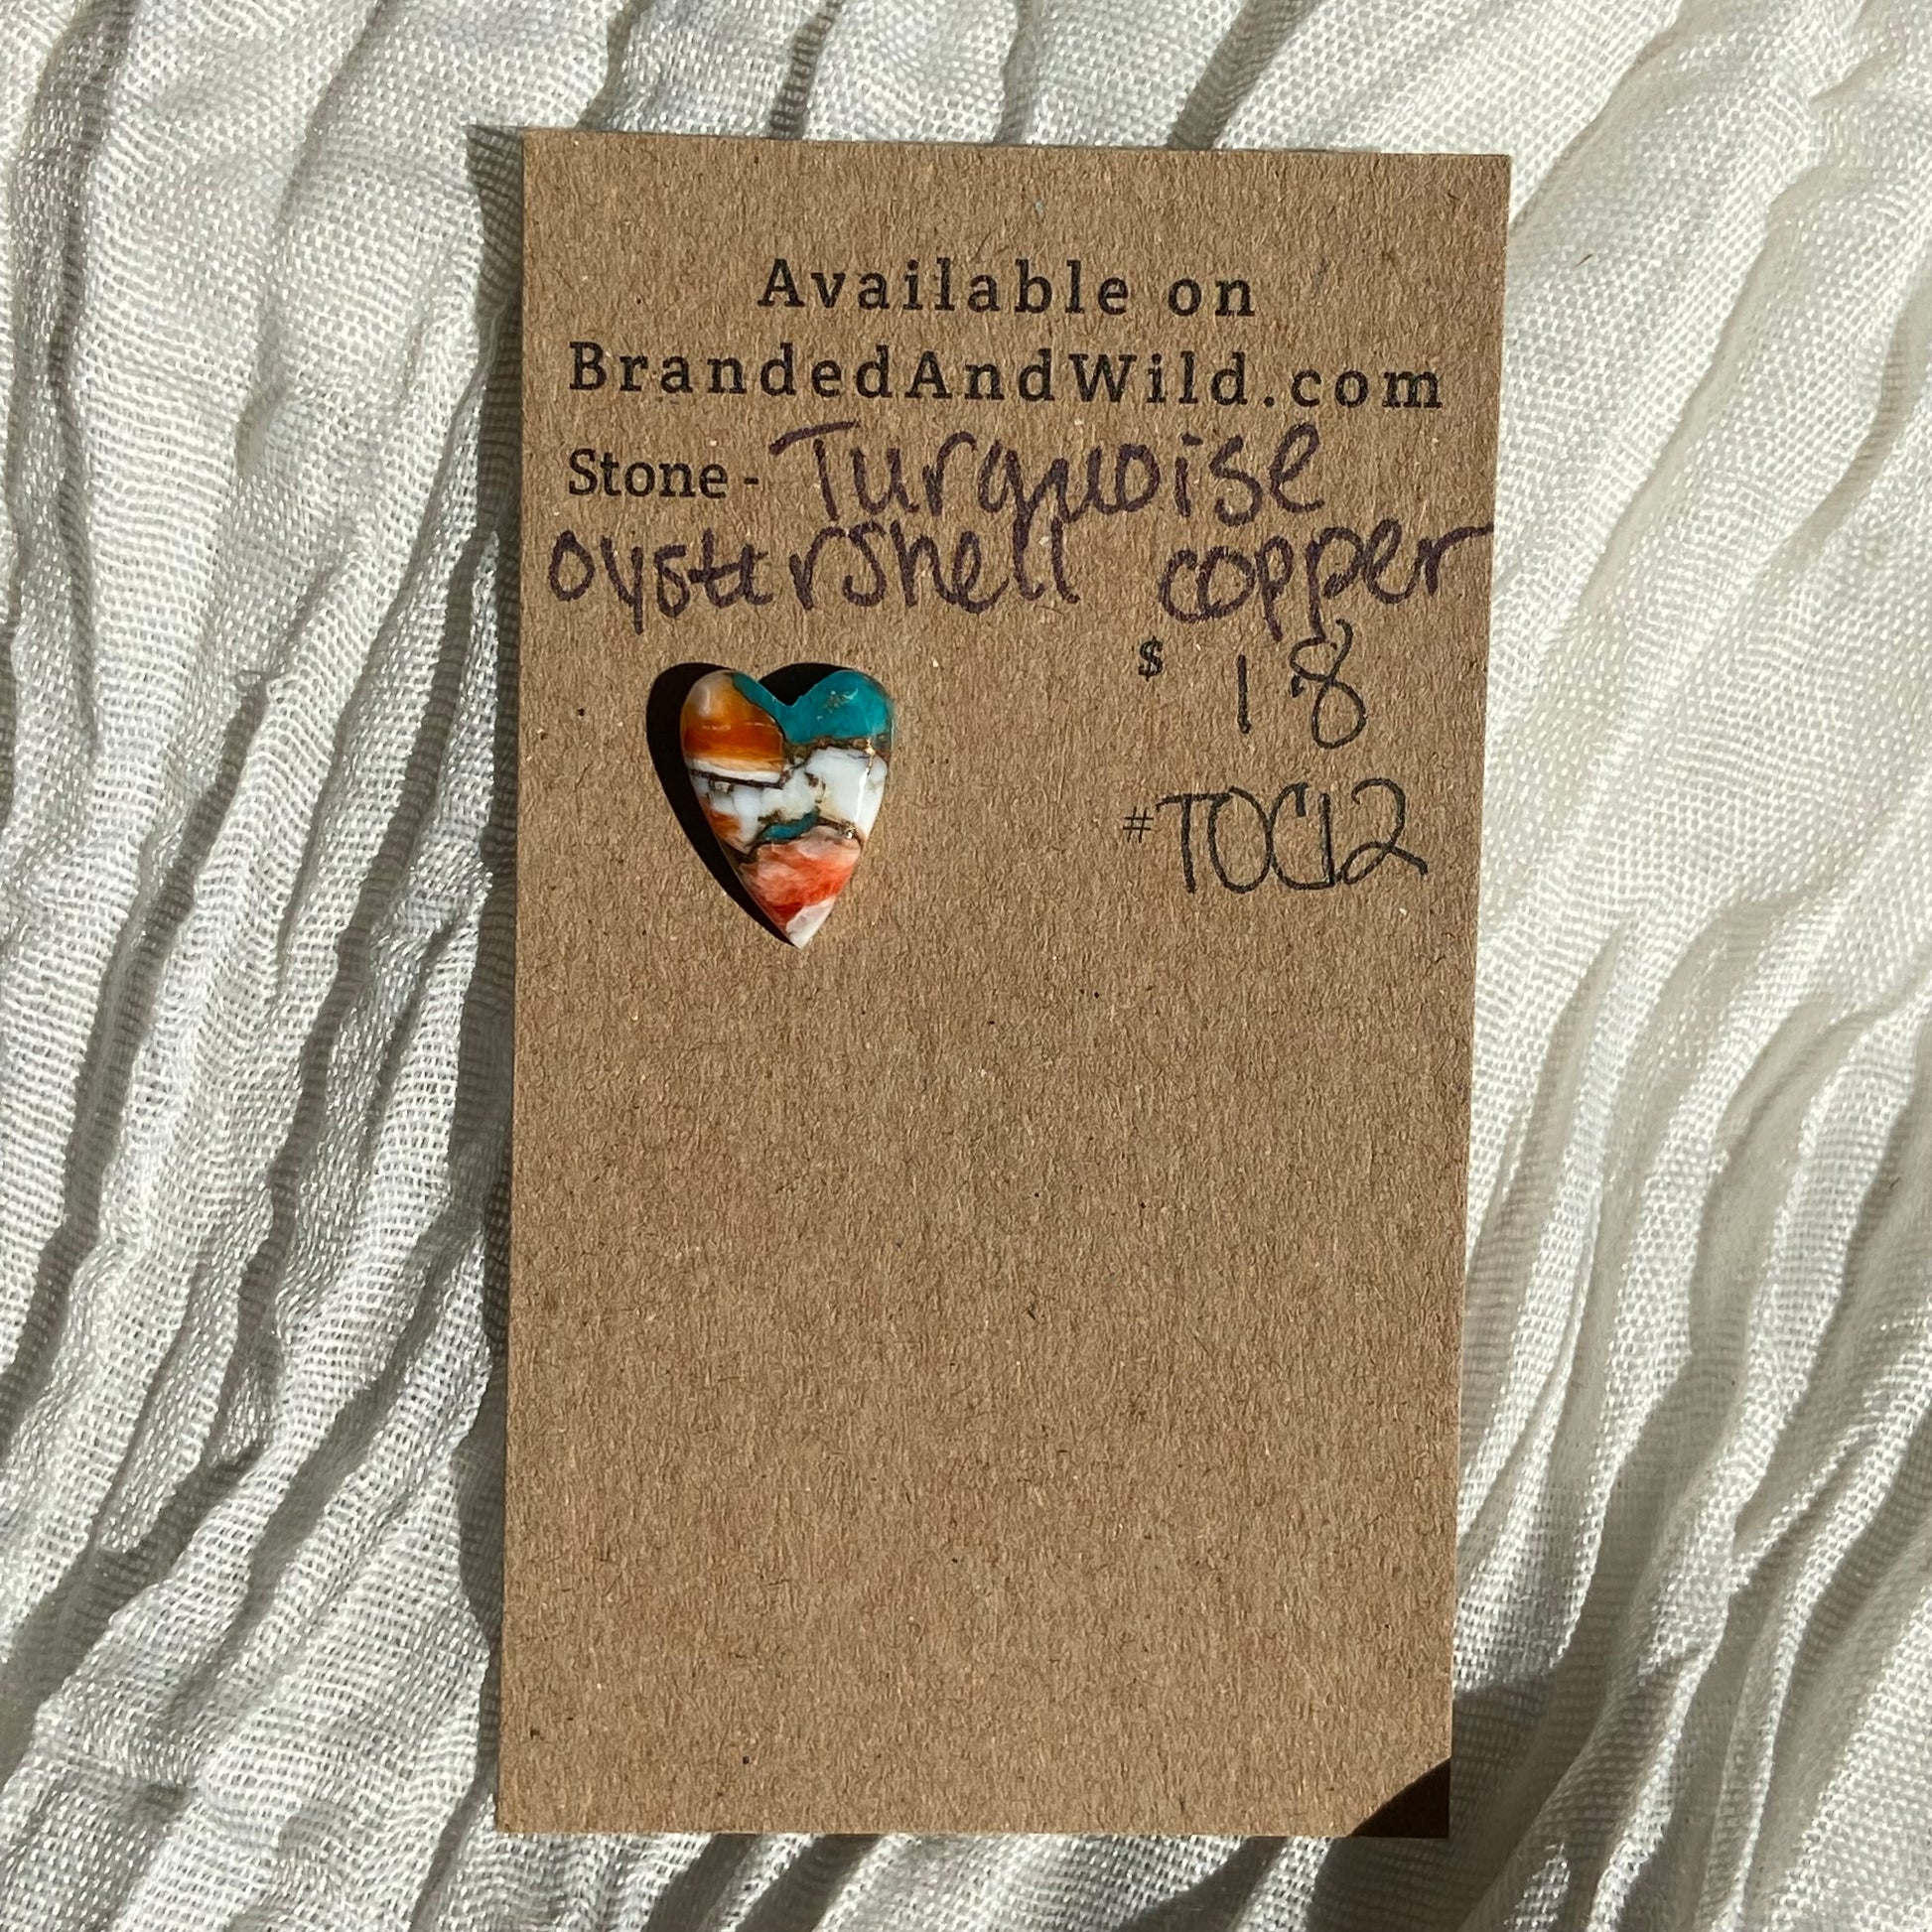 Available on
BrandedAndWild.com
Stone - Turquoise
oystershell copper
$ 18
#TOC12